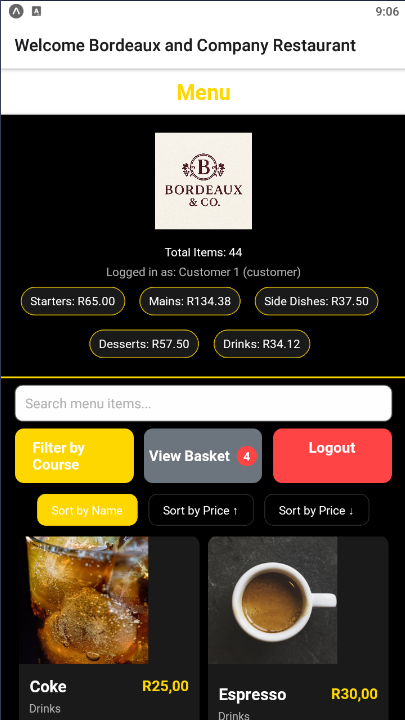 A
9:06
Welcome Bordeaux and Company Restaurant
Menu
B
BORDEAUX
& CO.
Total Items: 44
Logged in as: Customer 1 (customer)
Starters: R65.00
Mains: R134.38
Side Dishes: R37.50
Desserts: R57.50
Drinks: R34.12
Search menu items...
Filter by
Course
View Basket 4
Logout
Sort by Name
Sort by Price ↑
Sort by Price ↓
Coke
R25,00
Drinks
Espresso
R30,00
Drinks